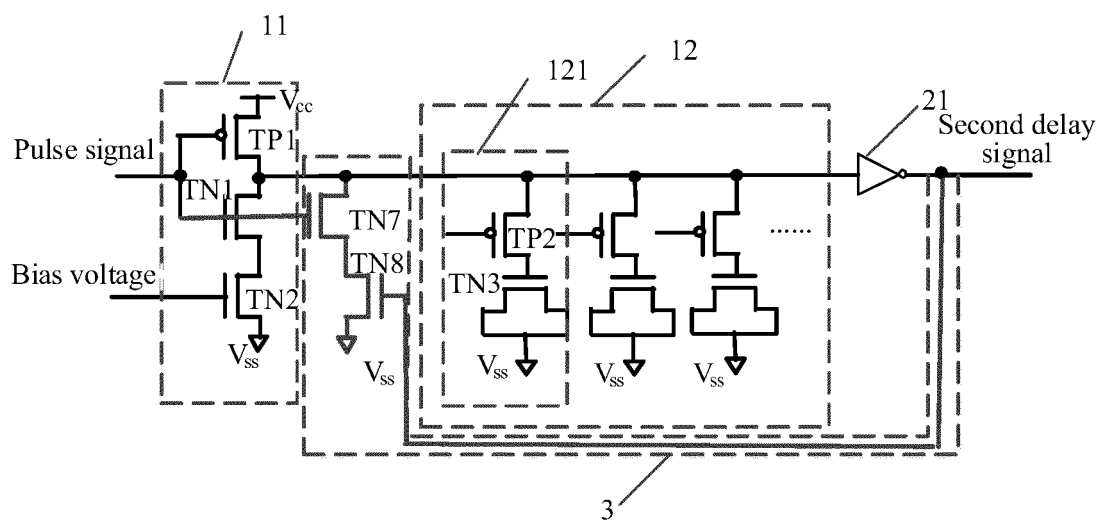 11
12
121
21
Vcc
Second delay
signal
Pulse signal
TP1
TN1
TN7
TP2
......
Bias voltage
TN8
TN3
TN2
Vss
Vss
Vss
Vss
Vss
3